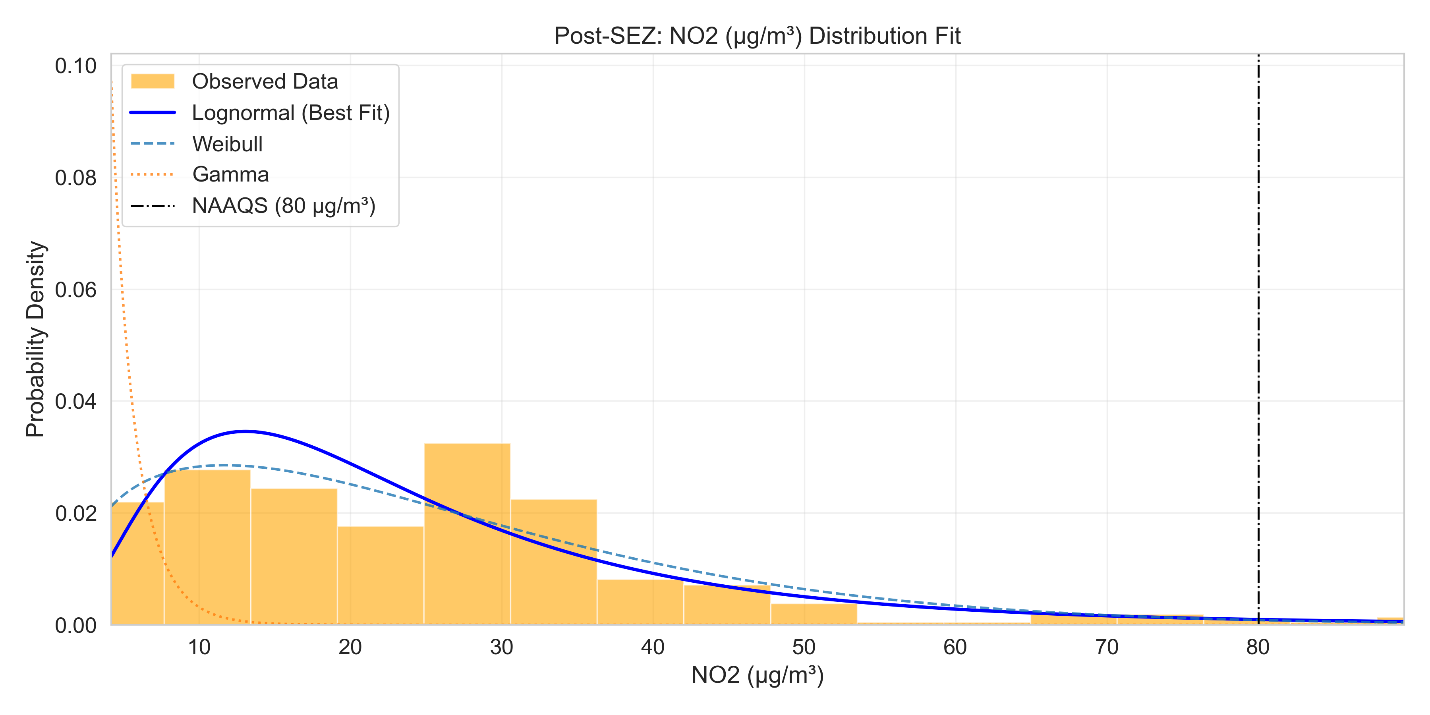 Post-SEZ: NO2 (µg/m³) Distribution Fit
Observed Data
Lognormal (Best Fit)
Weibull
Gamma
NAAQS (80 µg/m³)
Probability Density
0.10
0.08
0.06
0.04
0.02
0.00
10 20 30 40 50 60 70 80
NO2 (µg/m³)